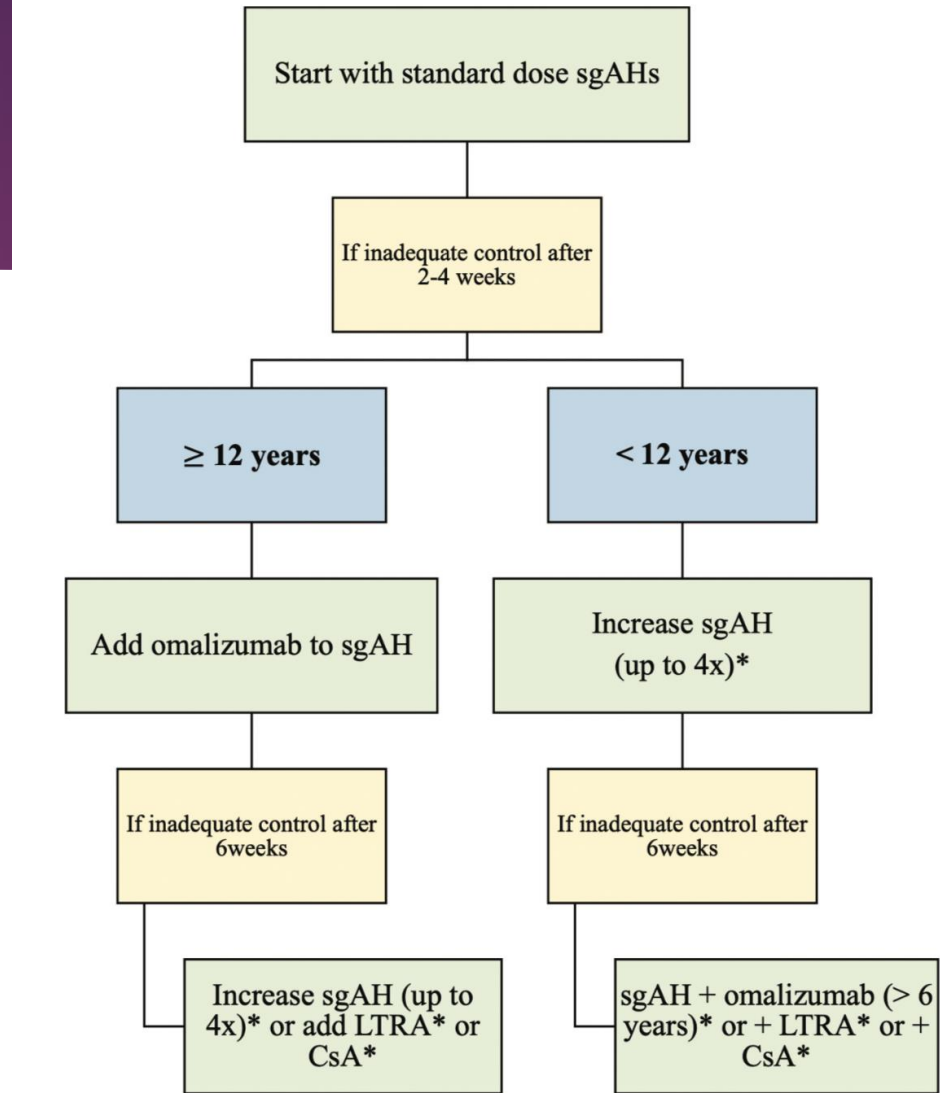 Start with standard dose sgAHs
If inadequate control after
2-4 weeks
≥ 12 years
< 12 years
Add omalizumab to sgAH
Increase sgAH
(up to 4x)*
If inadequate control after
6weeks
If inadequate control after
6weeks
Increase sgAH (up to
4x)* or add LTRA* or
CsA*
sgAH + omalizumab (> 6
years)* or + LTRA* or +
CsA*